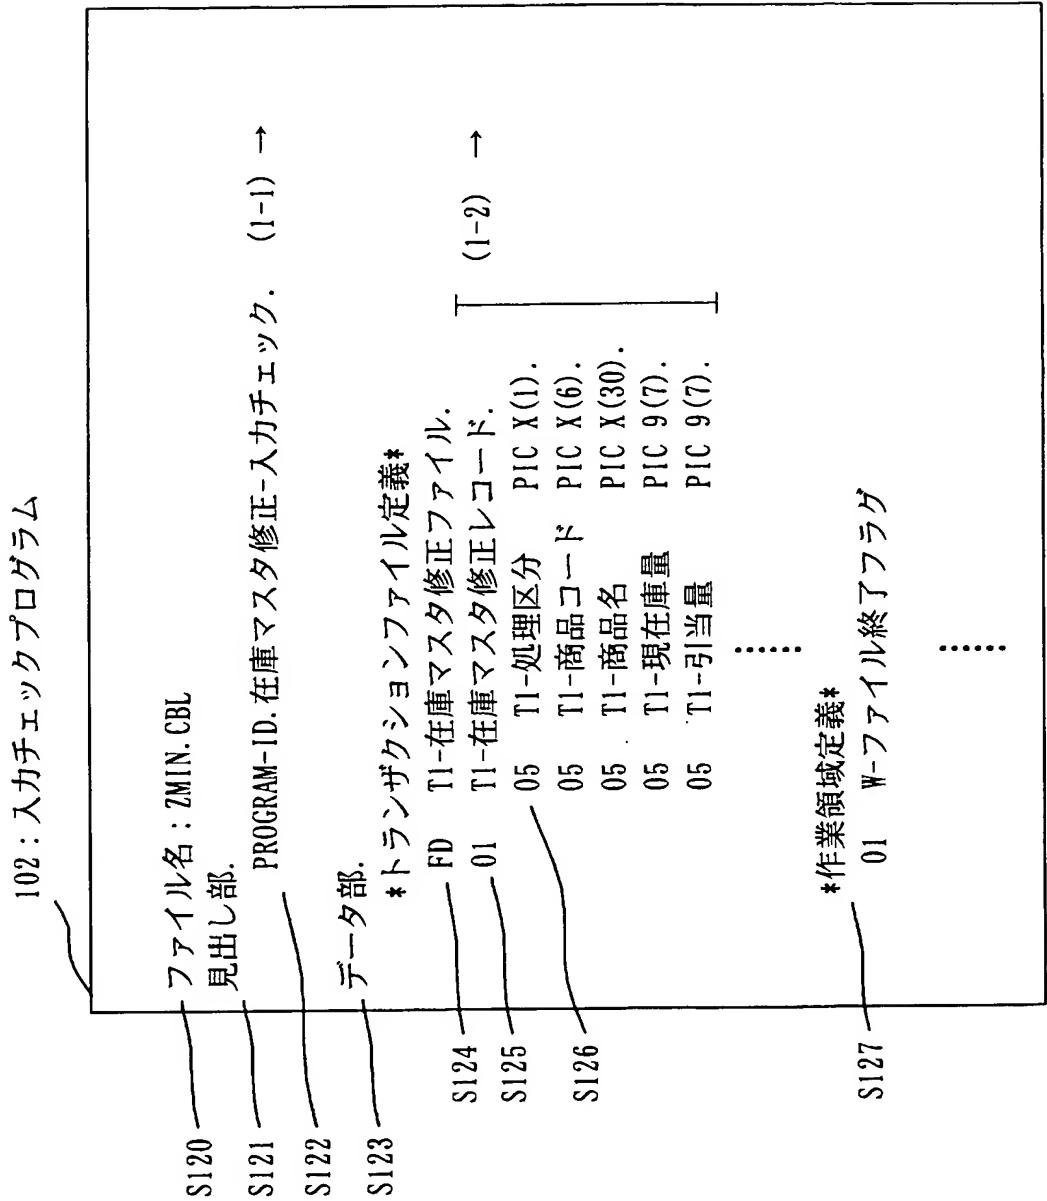 102:入力チェックプログラム
S120 ファイル名:ZMIN.CBL
S121 見出し部.
S122 PROGRAM-ID.在庫マスタ修正-入力チェック. (1-1) →
S123 データ部.
*トランザクションファイル定義*
S124 FD T1-在庫マスタ修正ファイル.
S125 01 T1-在庫マスタ修正レコード. (1-2) →
S126 05 T1-処理区分 PIC X(1).
05 T1-商品コード PIC X(6).
05 T1-商品名 PIC X(30).
05 T1-現在庫量 PIC 9(7).
05 T1-引当量 PIC 9(7).
……
S127 *作業領域定義*
01 W-ファイル終了フラグ
……